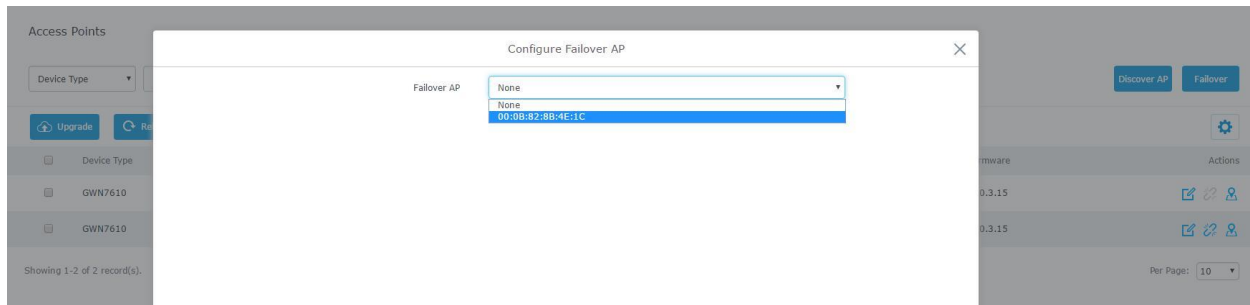 Access Points
Configure Failover AP
Device Type
Discover AP
Failover
Failover AP
None
None
00:0B:82:8B:4E:1C
Upgrade
Re
Device Type
rmware
Actions
GWN7610
0.3.15
GWN7610
0.3.15
Showing 1-2 of 2 record(s).
Per Page: 10